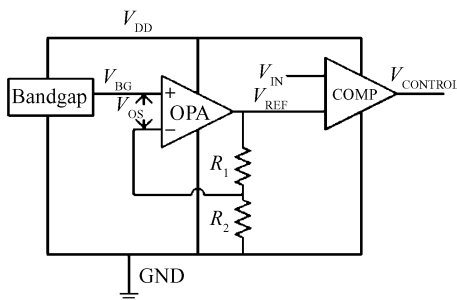 V_DD
V_BG
Bandgap
V_OS
+
−
OPA
V_REF
V_IN
COMP
V_CONTROL
R_1
R_2
GND